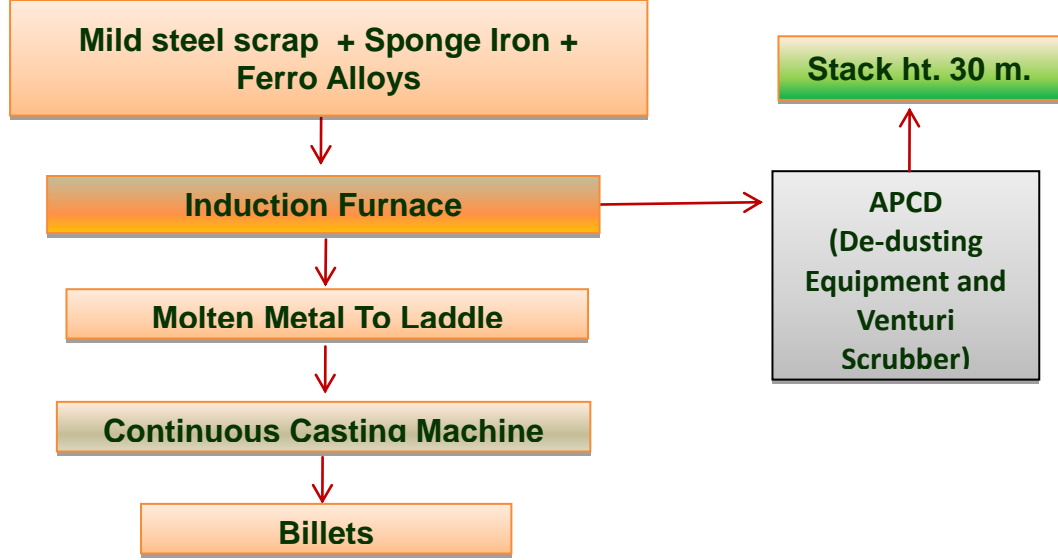 Mild steel scrap + Sponge Iron +
Ferro Alloys
Stack ht. 30 m.
Induction Furnace
APCD
(De-dusting
Equipment and
Venturi
Scrubber)
Molten Metal To Laddle
Continuous Casting Machine
Billets